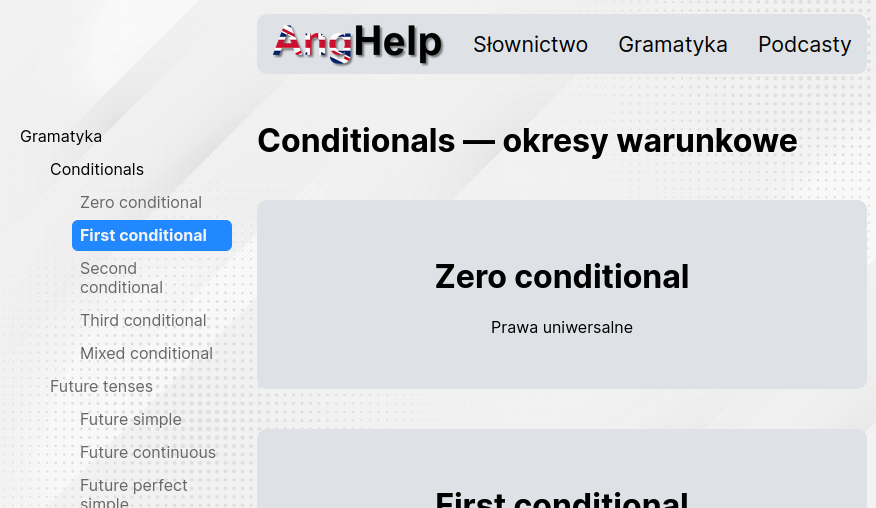 AngHelp Słownictwo Gramatyka Podcasty
Gramatyka
Conditionals
Zero conditional
First conditional
Second
conditional
Third conditional
Mixed conditional
Future tenses
Future simple
Future continuous
Future perfect
simple
Conditionals — okresy warunkowe
Zero conditional
Prawa uniwersalne
First conditional